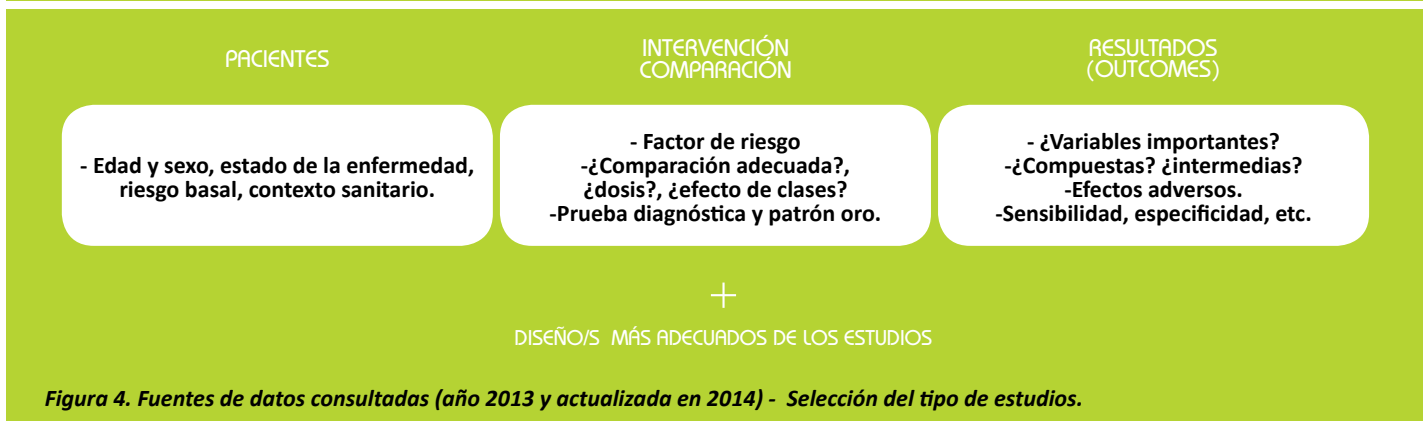 PACIENTES
INTERVENCIÓN
COMPARACIÓN
RESULTADOS
(OUTCOMES)
- Edad y sexo, estado de la enfermedad,
riesgo basal, contexto sanitario.
- Factor de riesgo
-¿Comparación adecuada?,
¿dosis?, ¿efecto de clases?
-Prueba diagnóstica y patrón oro.
- ¿Variables importantes?
-¿Compuestas? ¿intermedias?
-Efectos adversos.
-Sensibilidad, especificidad, etc.
+
DISEÑO/S MÁS ADECUADOS DE LOS ESTUDIOS
Figura 4. Fuentes de datos consultadas (año 2013 y actualizada en 2014) - Selección del tipo de estudios.